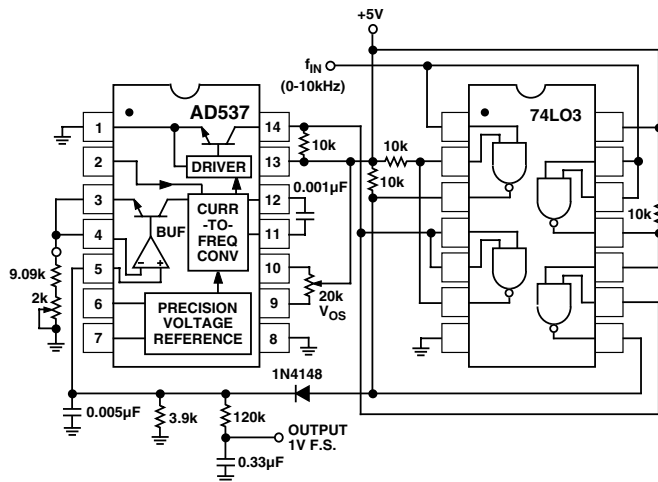 +5V
fIN
(0-10kHz)
AD537
74LO3
1
14
10k
DRIVER
2
13
10k
10k
0.001µF
3
12
CURR
-TO-
FREQ
CONV
BUF
4
11
10k
9.09k
– +
5
10
20k
VOS
2k
6
9
PRECISION
VOLTAGE
REFERENCE
7
8
1N4148
0.005µF
3.9k
120k
OUTPUT
1V F.S.
0.33µF